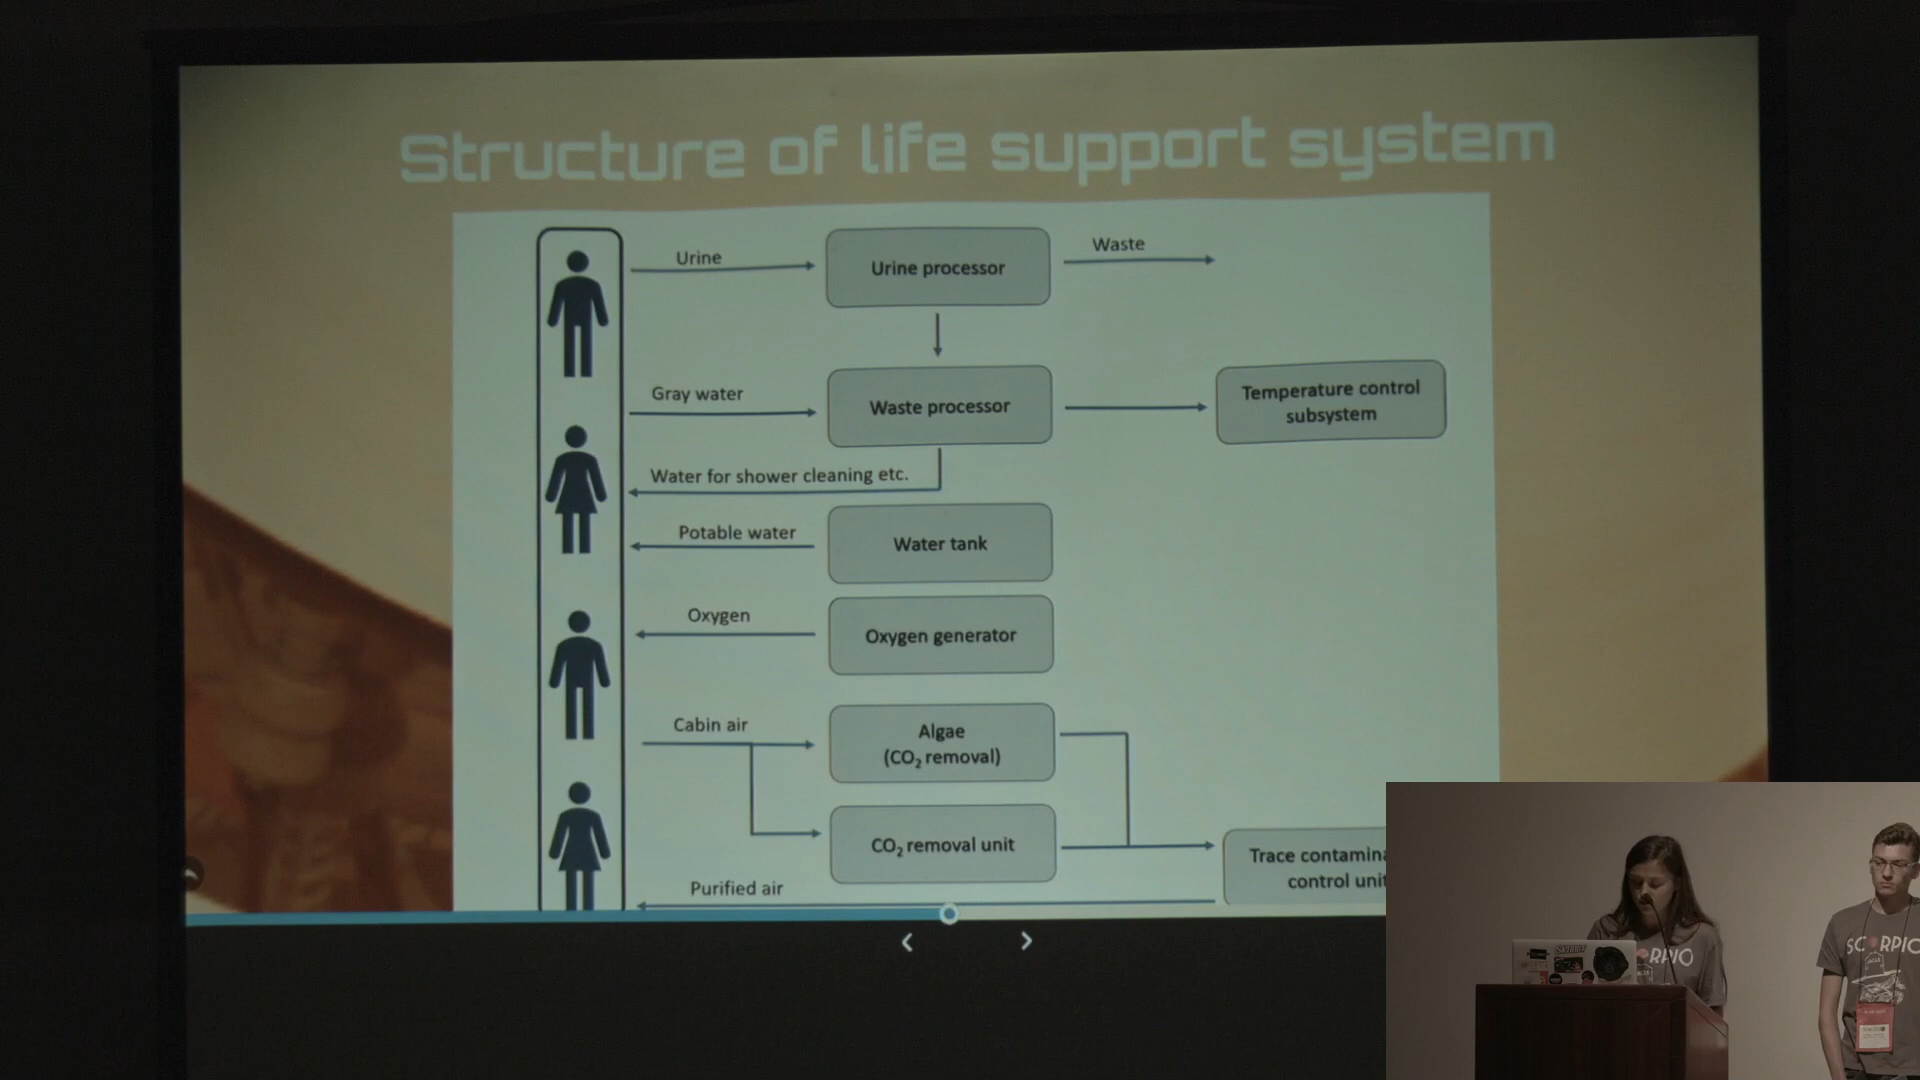 Structure of life support system
Urine
Urine processor
Waste
Gray water
Waste processor
Temperature control
subsystem
Water for shower cleaning etc.
Potable water
Water tank
Oxygen
Oxygen generator
Cabin air
Algae
(CO₂ removal)
CO₂ removal unit
Trace contamina
control unit
Purified air
SCORPIO
RPIO